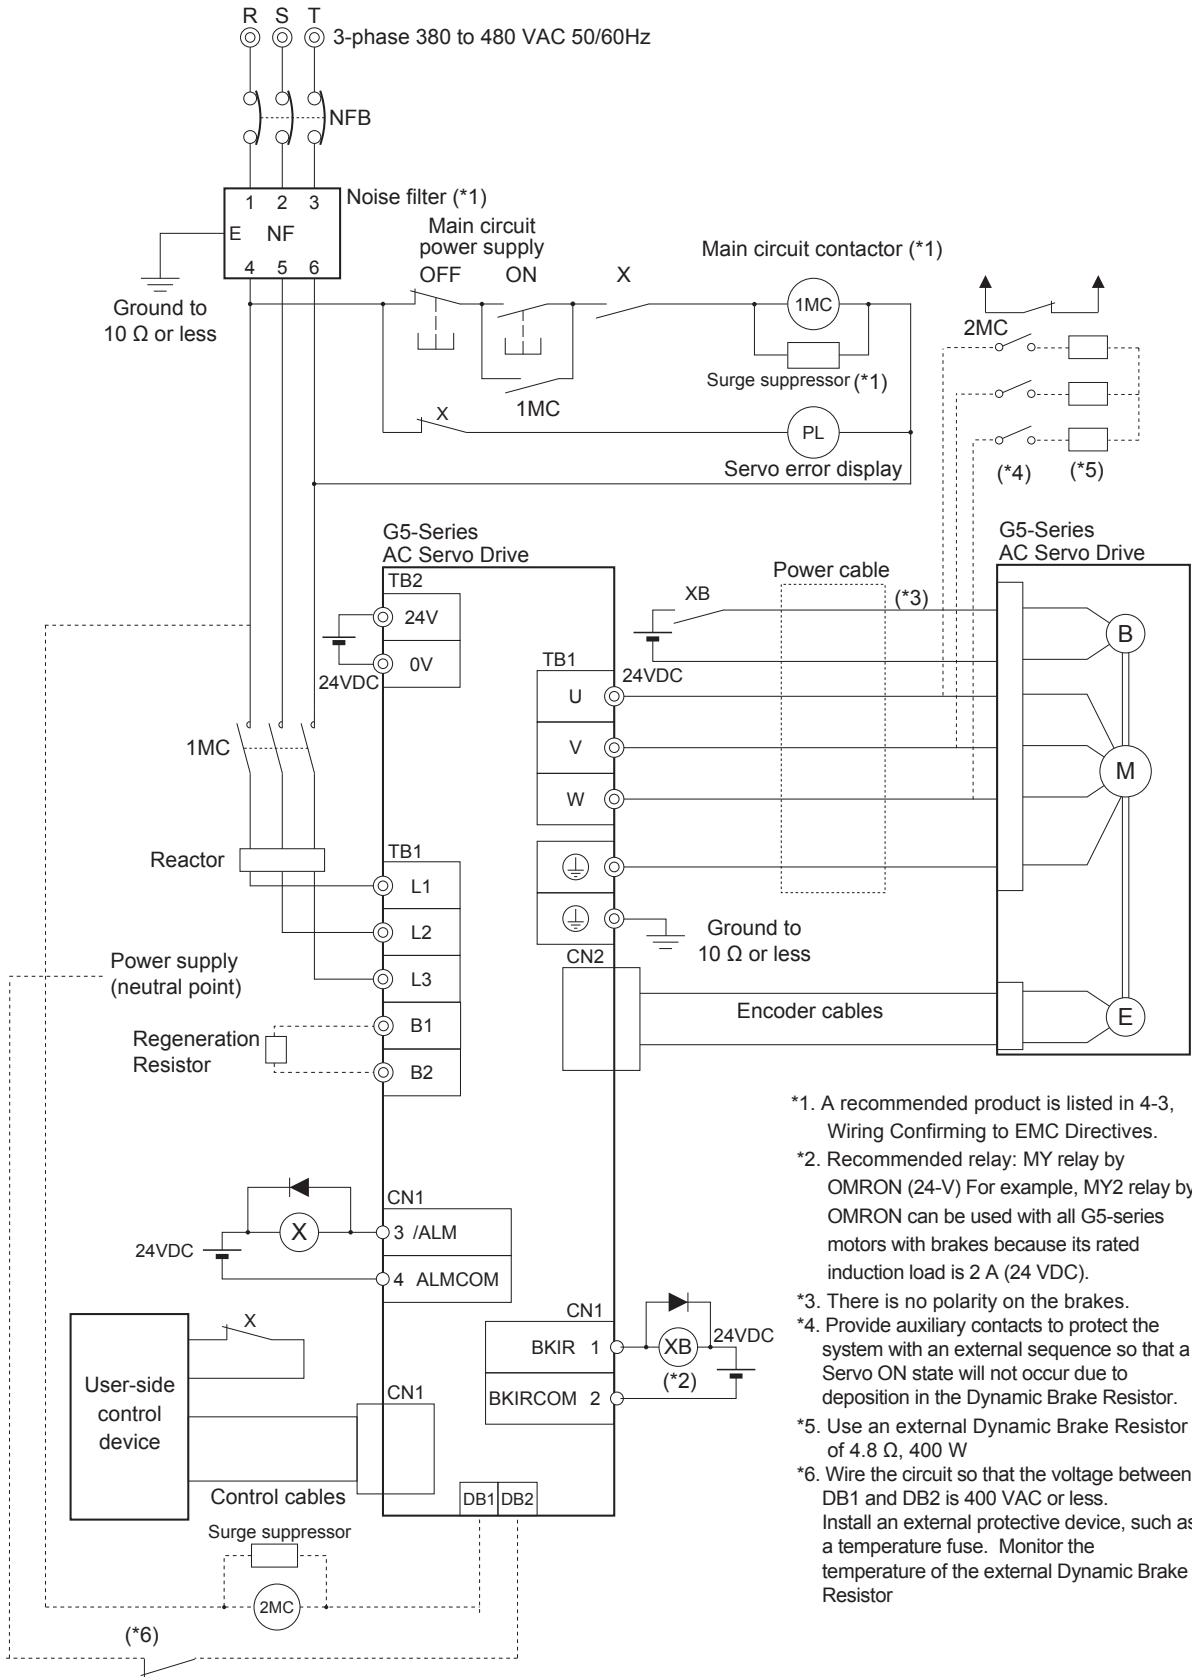 R S T
3-phase 380 to 480 VAC 50/60Hz
NFB
1 2 3
Noise filter (*1)
E NF
4 5 6
Ground to
10 Ω or less
Main circuit
power supply
OFF ON X
Main circuit contactor (*1)
1MC
Surge suppressor (*1)
1MC
X
PL
Servo error display
2MC
(*4) (*5)
G5-Series
AC Servo Drive
TB2
24V
0V
24VDC
1MC
Reactor
TB1
L1
L2
L3
B1
B2
Power supply
(neutral point)
Regeneration
Resistor
TB1
U
V
W
XB
24VDC
Power cable
(*3)
Ground to
10 Ω or less
CN2
Encoder cables
G5-Series
AC Servo Drive
B
M
E
X
24VDC
CN1
3 /ALM
4 ALMCOM
CN1
BKIR 1
BKIRCOM 2
XB
(*2)
24VDC
X
User-side
control
device
CN1
Control cables
DB1 DB2
Surge suppressor
2MC
(*6)
*1. A recommended product is listed in 4-3,
Wiring Confirming to EMC Directives.
*2. Recommended relay: MY relay by
OMRON (24-V) For example, MY2 relay by
OMRON can be used with all G5-series
motors with brakes because its rated
induction load is 2 A (24 VDC).
*3. There is no polarity on the brakes.
*4. Provide auxiliary contacts to protect the
system with an external sequence so that a
Servo ON state will not occur due to
deposition in the Dynamic Brake Resistor.
*5. Use an external Dynamic Brake Resistor
of 4.8 Ω, 400 W
*6. Wire the circuit so that the voltage between
DB1 and DB2 is 400 VAC or less.
Install an external protective device, such as
a temperature fuse. Monitor the
temperature of the external Dynamic Brake
Resistor